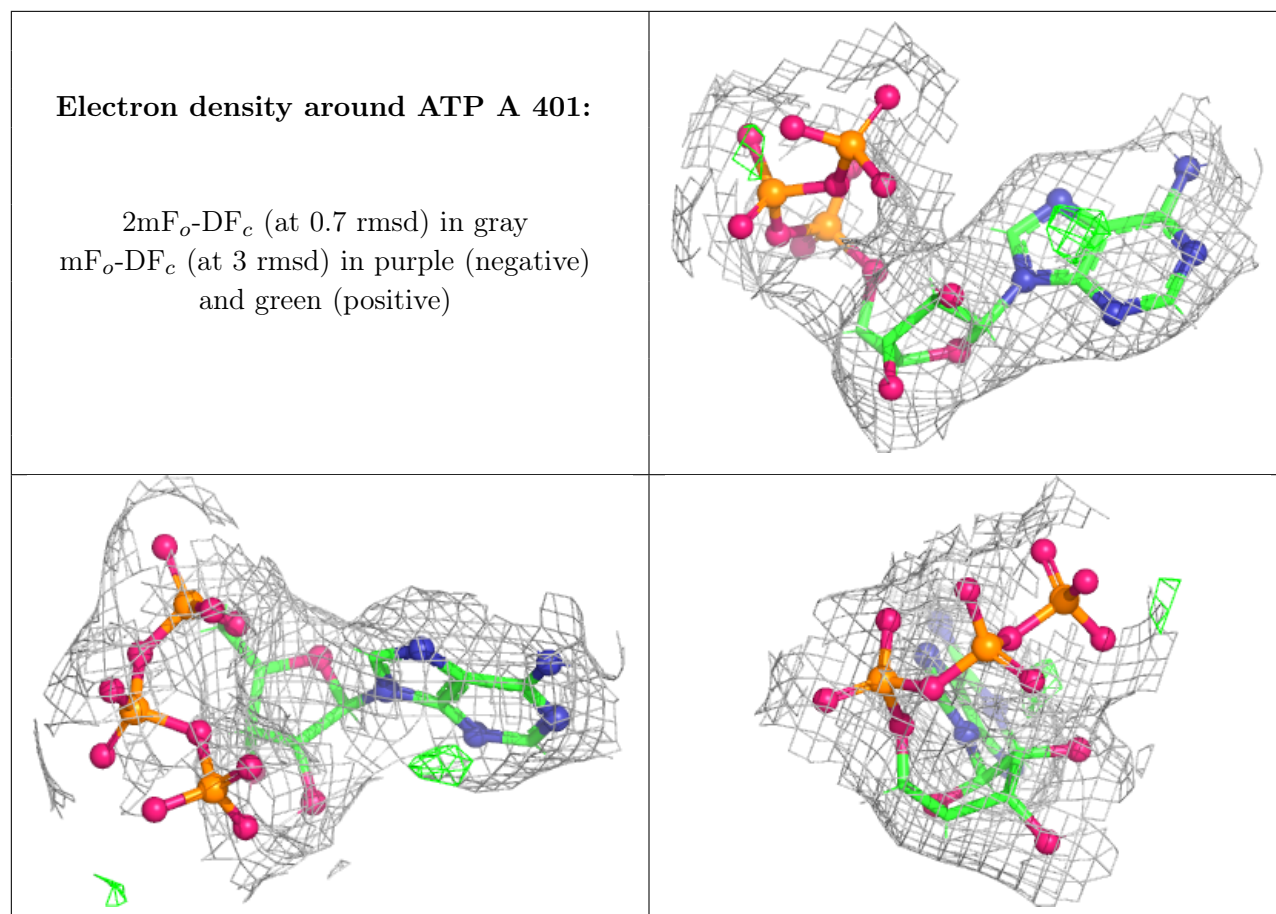 Electron density around ATP A 401:
2mFₒ-DF𝒸 (at 0.7 rmsd) in gray
mFₒ-DF𝒸 (at 3 rmsd) in purple (negative)
and green (positive)